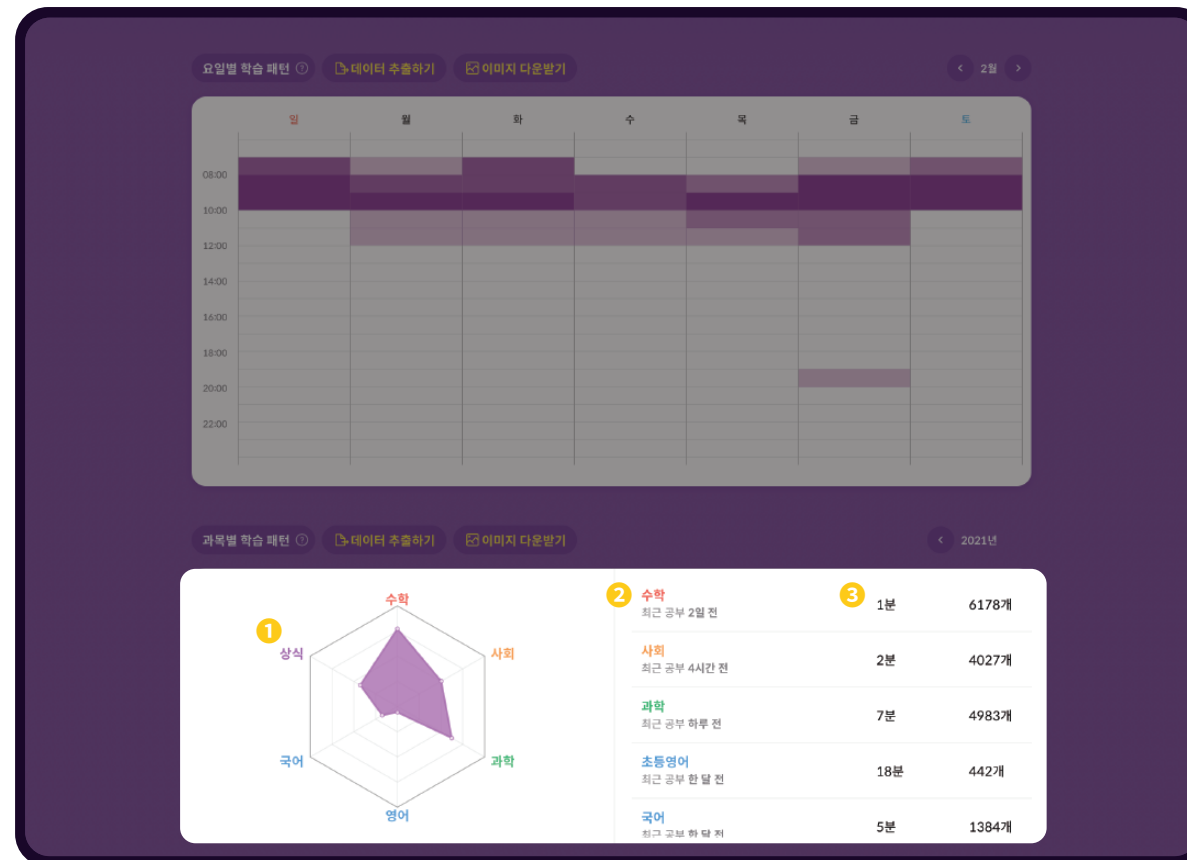 요일별 학습 패턴 ? 데이터 추출하기 이미지 다운받기 < 2월 >
일 월 화 수 목 금 토
08:00
10:00
12:00
14:00
16:00
18:00
20:00
22:00
과목별 학습 패턴 ? 데이터 추출하기 이미지 다운받기 < 2021년
1
수학
상식
사회
국어
과학
영어
2 수학 3 1분 6178개
최근 공부 2일 전
사회 2분 4027개
최근 공부 4시간 전
과학 7분 4983개
최근 공부 하루 전
초등영어 18분 442개
최근 공부 한 달 전
국어 5분 1384개
최근 공부 한 달 전